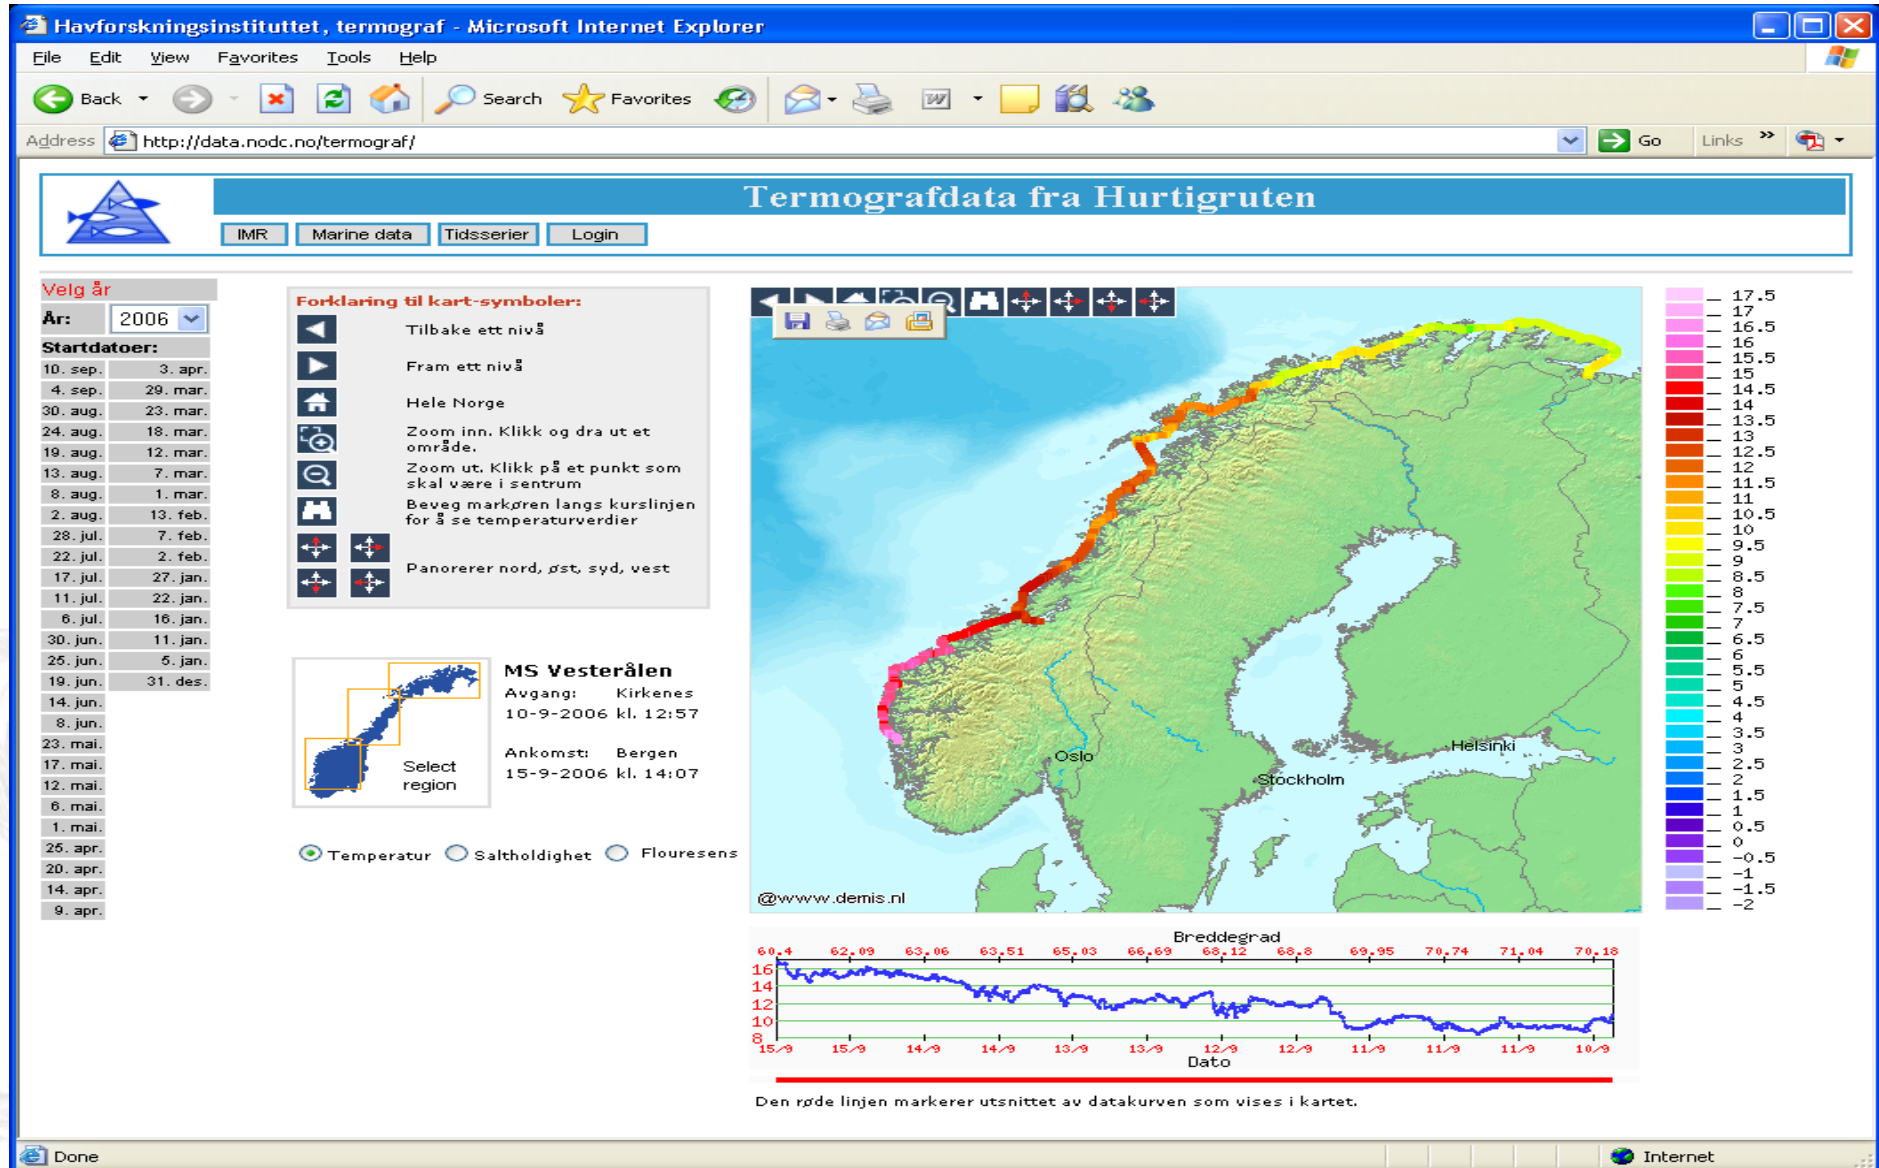 Havforskningsinstituttet, termograf - Microsoft Internet Explorer
File Edit View Favorites Tools Help
Back Search Favorites
Address http://data.nodc.no/termograf/ Go Links
Termografdata fra Hurtigruten
IMR Marine data Tidsserier Login
Velg år
År: 2006
Startdatoer:
10. sep. 3. apr.
4. sep. 29. mar.
30. aug. 23. mar.
24. aug. 18. mar.
19. aug. 12. mar.
13. aug. 7. mar.
8. aug. 1. mar.
2. aug. 13. feb.
28. jul. 7. feb.
22. jul. 2. feb.
17. jul. 27. jan.
11. jul. 22. jan.
6. jul. 16. jan.
30. jun. 11. jan.
25. jun. 5. jan.
19. jun. 31. des.
14. jun.
8. jun.
23. mai.
17. mai.
12. mai.
6. mai.
1. mai.
25. apr.
20. apr.
14. apr.
9. apr.
Forklaring til kart-symboler:
Tilbake ett nivå
Fram ett nivå
Hele Norge
Zoom inn. Klikk og dra ut et
område.
Zoom ut. Klikk på et punkt som
skal være i sentrum
Beveg markøren langs kurslinjen
for å se temperaturverdier
Panorerer nord, øst, syd, vest
Select
region
MS Vesterålen
Avgang: Kirkenes
10-9-2006 kl. 12:57
Ankomst: Bergen
15-9-2006 kl. 14:07
Temperatur Saltholdighet Flouresens
Oslo
Stockholm
Helsinki
@www.demis.nl
17.5
17
16.5
16
15.5
15
14.5
14
13.5
13
12.5
12
11.5
11
10.5
10
9.5
9
8.5
8
7.5
7
6.5
6
5.5
5
4.5
4
3.5
3
2.5
2
1.5
1
0.5
0
-0.5
-1
-1.5
-2
Breddegrad
60.4 62.09 63.06 63.51 65.03 66.69 68.12 68.8 69.95 70.74 71.04 70.18
16
14
12
10
8
15/9 15/9 14/9 14/9 13/9 13/9 12/9 12/9 11/9 11/9 11/9 10/9
Dato
Den røde linjen markerer utsnittet av datakurven som vises i kartet.
Done Internet